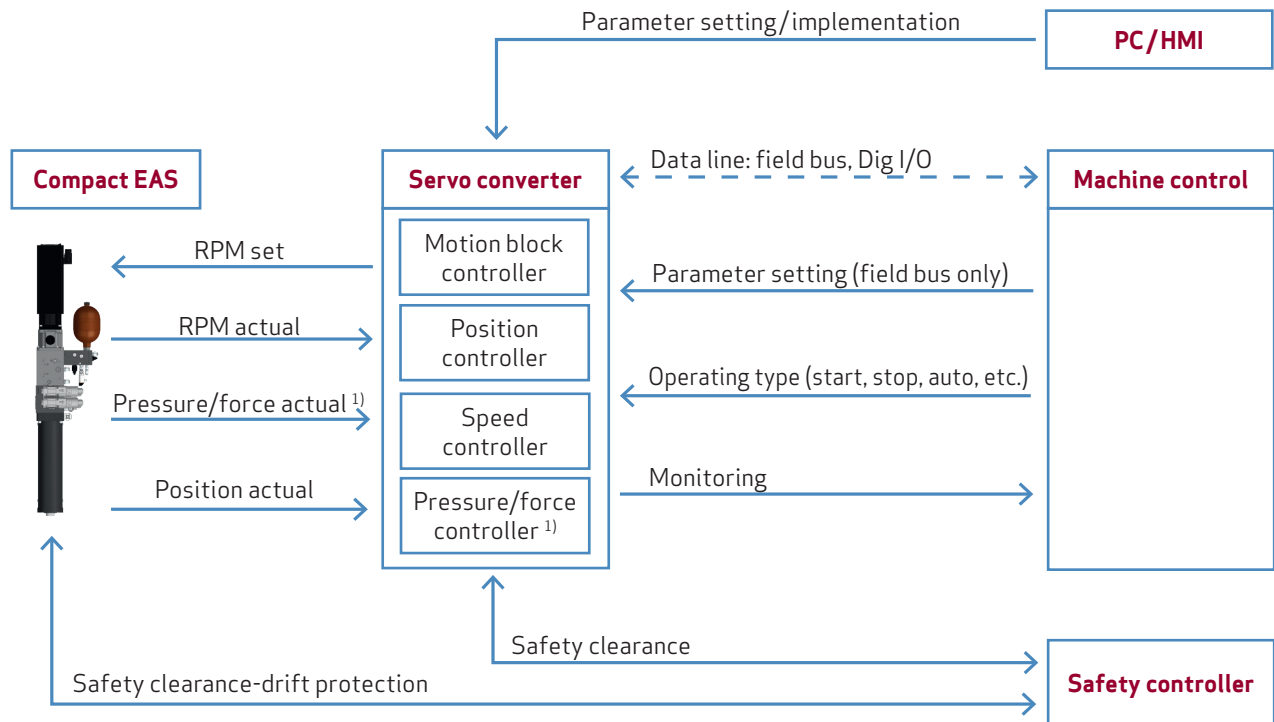 Parameter setting/implementation
PC/HMI
Compact EAS
Servo converter
Data line: field bus, Dig I/O
Machine control
Motion block
controller
RPM set
Parameter setting (field bus only)
RPM actual
Position
controller
Operating type (start, stop, auto, etc.)
Pressure/force actual 1)
Speed
controller
Position actual
Monitoring
Pressure/force
controller 1)
Safety clearance
Safety clearance-drift protection
Safety controller